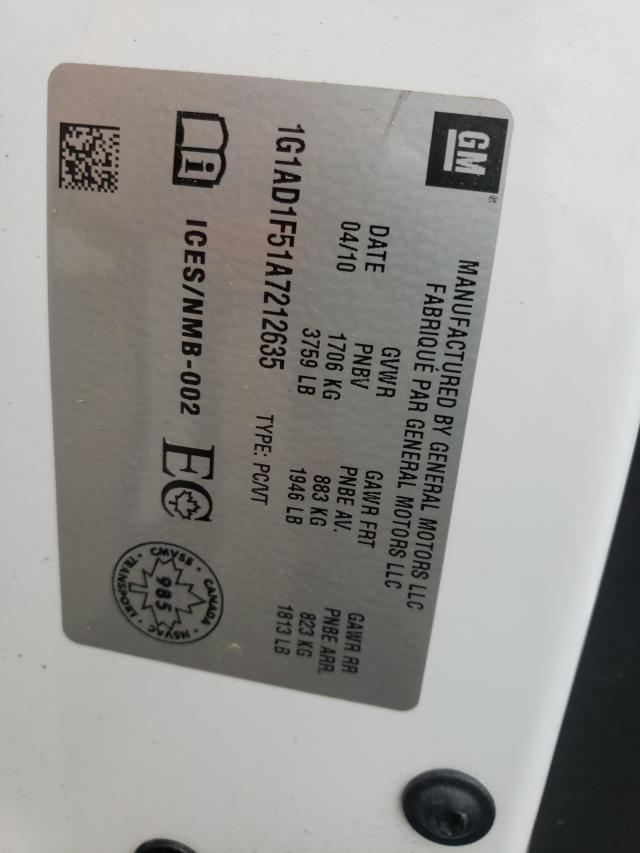 GM
®
MANUFACTURED BY GENERAL MOTORS LLC
FABRIQUÉ PAR GENERAL MOTORS LLC
DATE GVWR GAWR FRT GAWR RR
04/10 PNBV PNBE AV. PNBE ARR.
1706 KG 883 KG 823 KG
3759 LB 1946 LB 1813 LB
1G1AD1F51A7212635 TYPE: PC/VT
i ICES/NMB-002 EC
CANADA · TRANSPORT · CMVSS · NSVAC
985